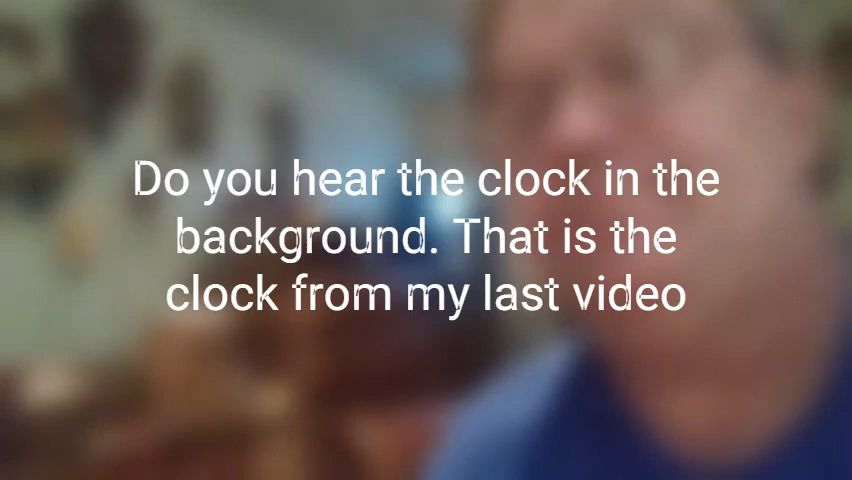 Do you hear the clock in the
background. That is the
clock from my last video